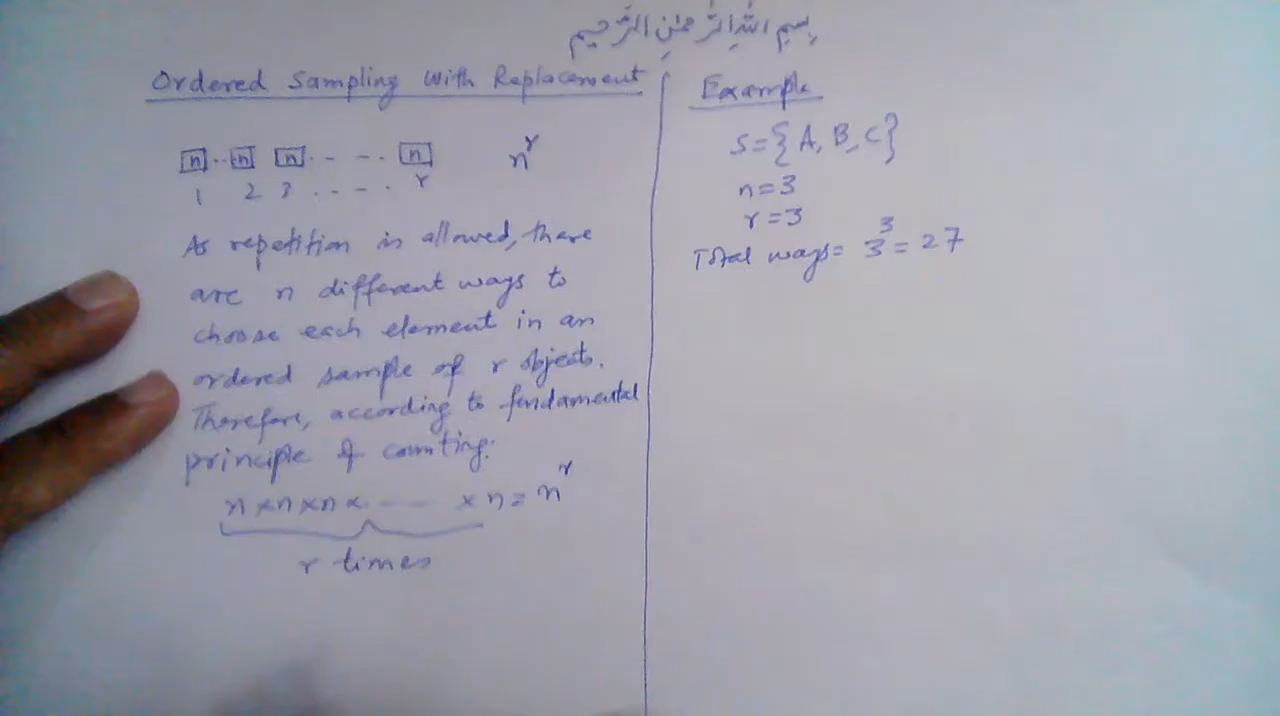 بسم الله الرحمن الرحيم
Ordered Sampling with Replacement
n .. n n . - - . n n^r
1 2 3 . . - - . . r
As repetition is allowed, there
are n different ways to
choose each element in an
ordered sample of r objects.
Therefore, according to fundamental
principle of counting:
n × n × n × . - - - × n = n^r
r times
Example
S = { A, B, C }
n = 3
r = 3
Total ways = 3^3 = 27